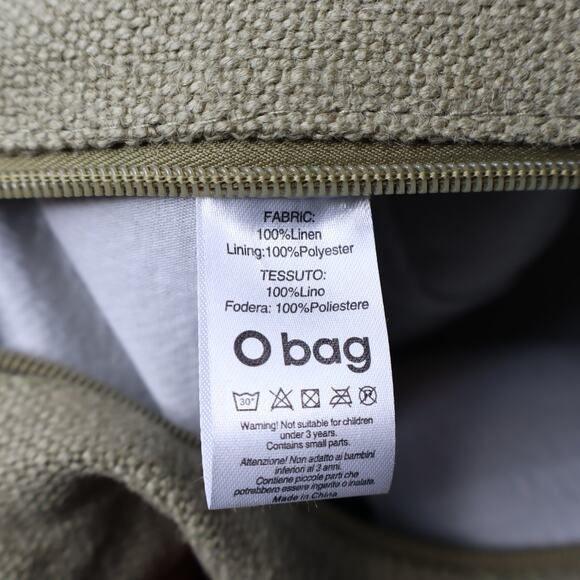 FABRIC:
100%Linen
Lining:100%Polyester
TESSUTO:
100%Lino
Fodera: 100%Poliestere
O bag
30°
Warning! Not suitable for children
under 3 years.
Contains small parts.
Attenzione! Non adatto ai bambini
inferiori ai 3 anni.
Contiene piccole parti che
potrebbero essere ingerite o inalate.
Made in China